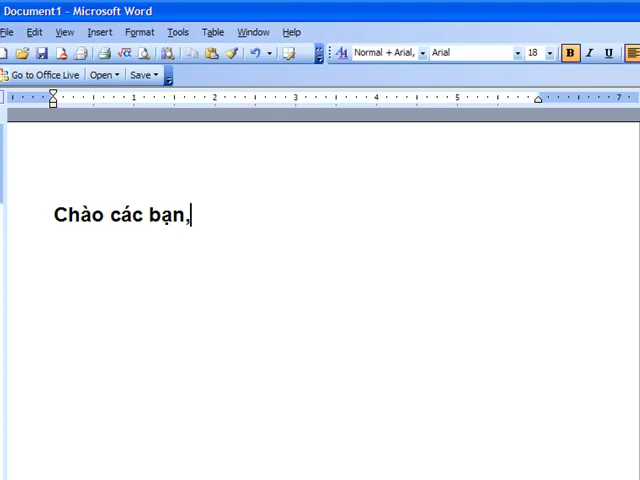 Document1 - Microsoft Word
File Edit View Insert Format Tools Table Window Help
Normal + Arial, Arial 18 B I U
Go to Office Live Open Save
1 2 3 4 5 7
Chào các bạn,